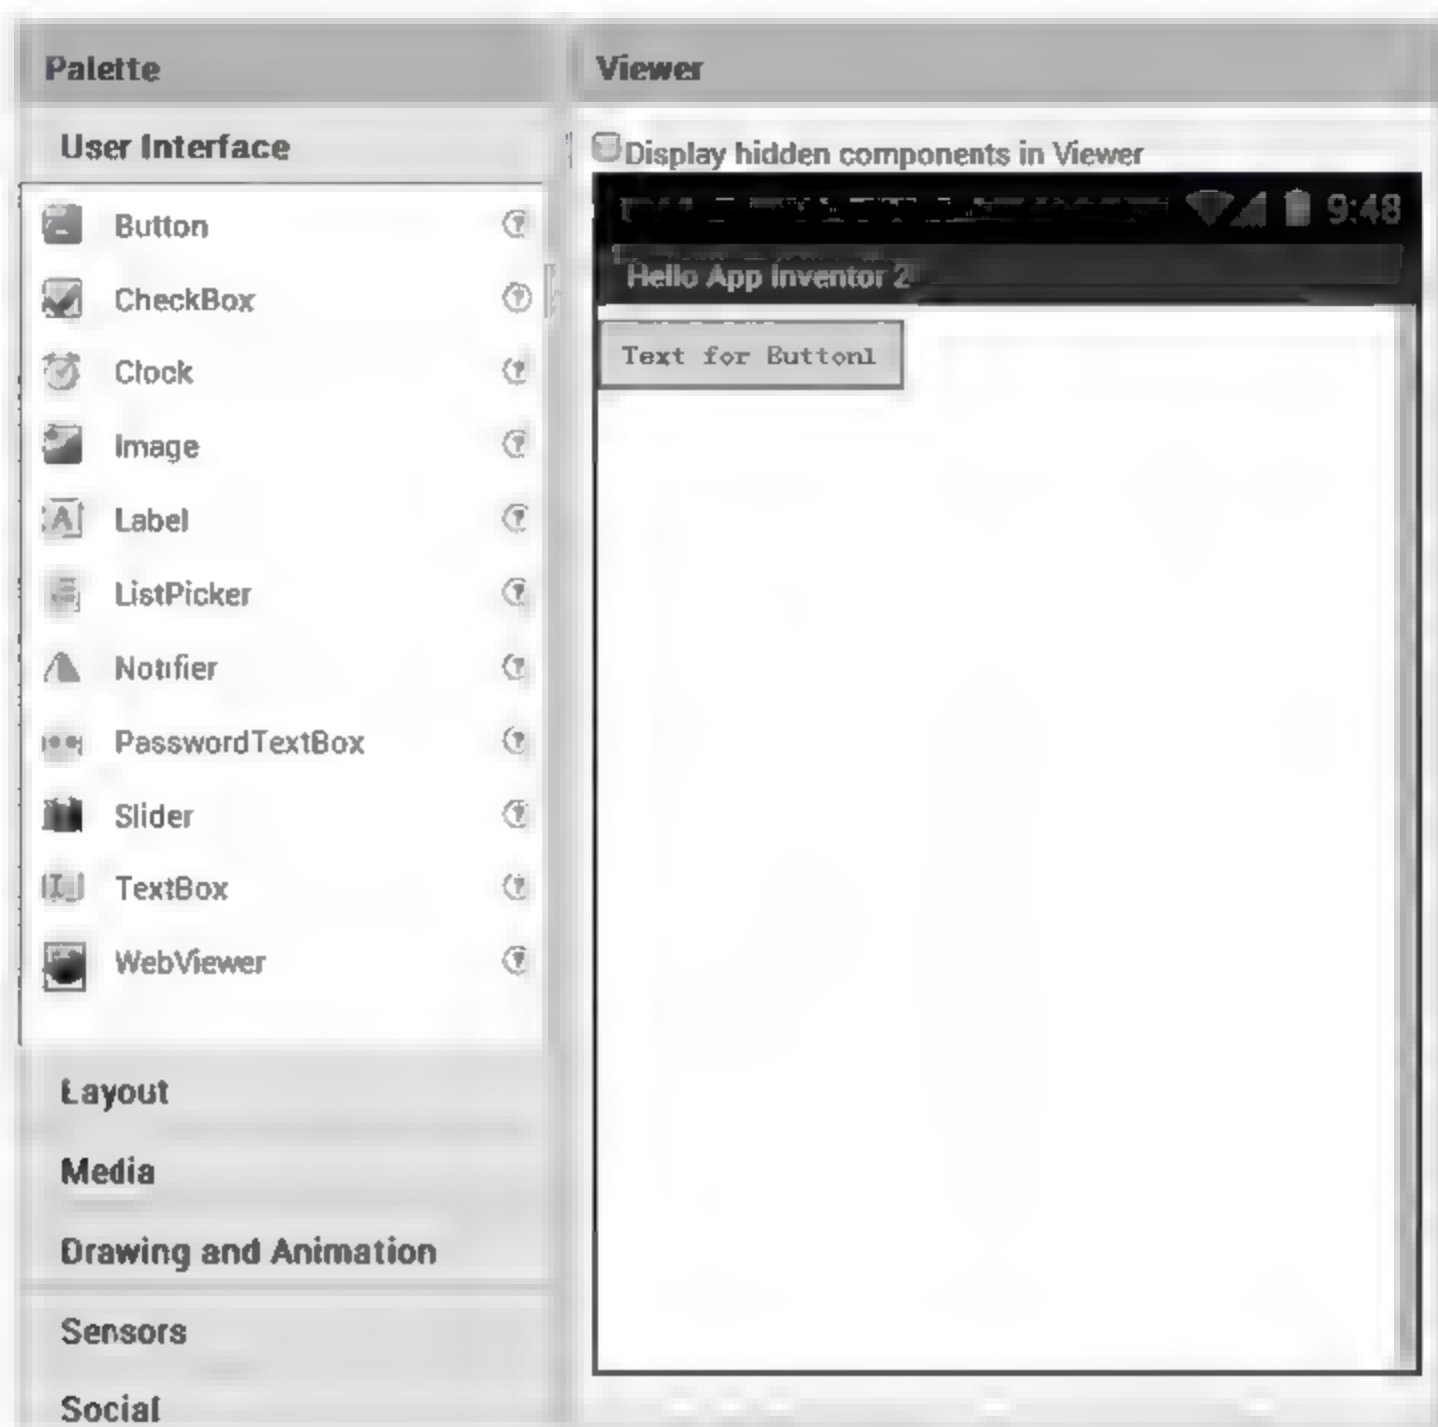 Palette
User Interface
Button
CheckBox
Clock
Image
Label
ListPicker
Notifier
PasswordTextBox
Slider
TextBox
WebViewer
Layout
Media
Drawing and Animation
Sensors
Social
Viewer
Display hidden components in Viewer
9:48
Hello App Inventor 2
Text for Button1